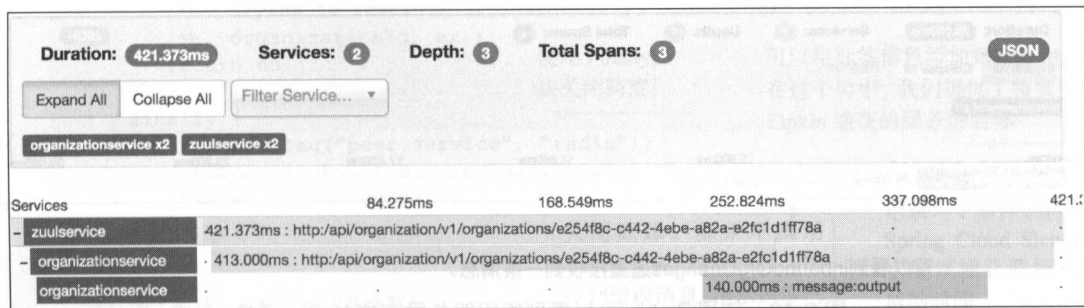 Duration: 421.373ms Services: 2 Depth: 3 Total Spans: 3 JSON
Expand All Collapse All Filter Service...
organizationservice x2 zuulservice x2
Services 84.275ms 168.549ms 252.824ms 337.098ms 421.
- zuulservice 421.373ms : http:/api/organization/v1/organizations/e254f8c-c442-4ebe-a82a-e2fc1d1ff78a
- organizationservice 413.000ms : http:/api/organization/v1/organizations/e254f8c-c442-4ebe-a82a-e2fc1d1ff78a
organizationservice 140.000ms : message:output